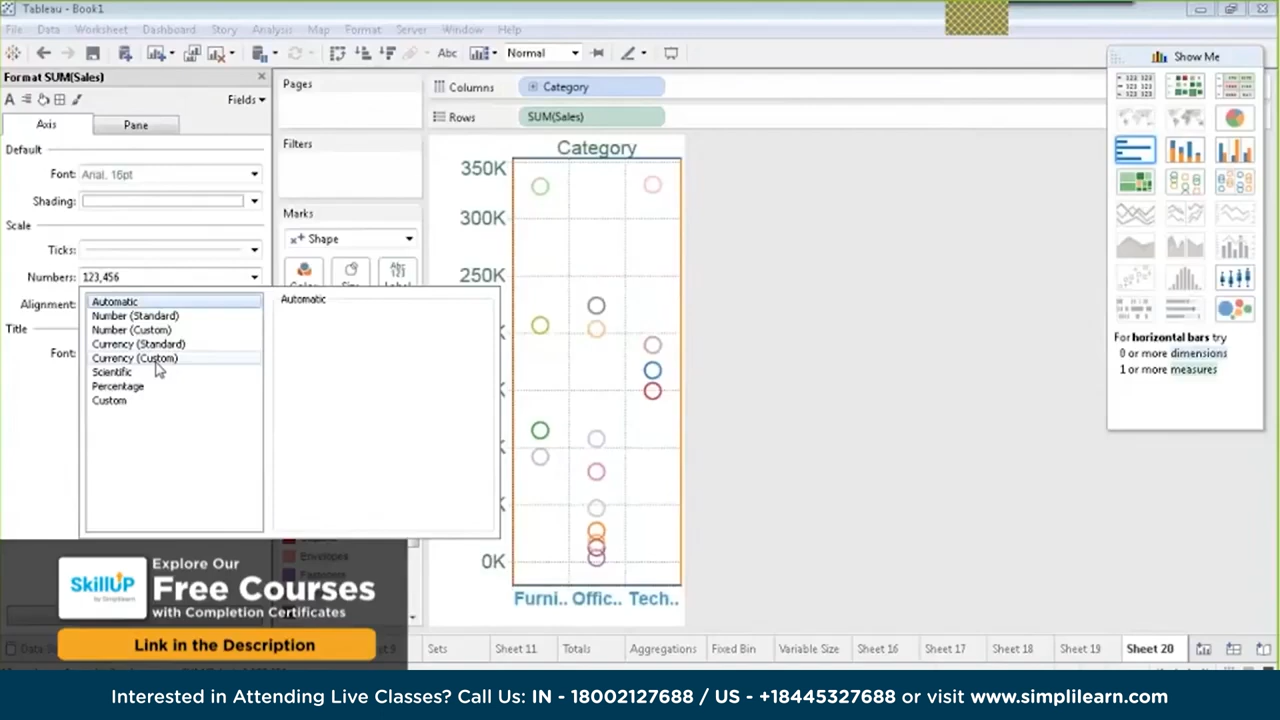 Tableau - Book1
File Data Worksheet Dashboard Story Analysis Map Format Server Window Help
Abc Normal
Format SUM(Sales)
Fields
Axis Pane
Default
Font: Arial, 16pt
Shading:
Scale
Ticks:
Numbers: 123,456
Alignment:
Title
Font:
Automatic
Number (Standard)
Number (Custom)
Currency (Standard)
Currency (Custom)
Scientific
Percentage
Custom
Automatic
Pages
Filters
Marks
Shape
Envelopes
Columns Category
Rows SUM(Sales)
Category
350K
300K
250K
0K
Furni.. Offic.. Tech..
Show Me
For horizontal bars try
0 or more dimensions
1 or more measures
SkillUP
by Simplilearn
Explore Our
Free Courses
with Completion Certificates
Link in the Description
Sets Sheet 11 Totals Aggregations Fixed Bin Variable Size Sheet 16 Sheet 17 Sheet 18 Sheet 19 Sheet 20
Interested in Attending Live Classes? Call Us: IN - 18002127688 / US - +18445327688 or visit www.simplilearn.com